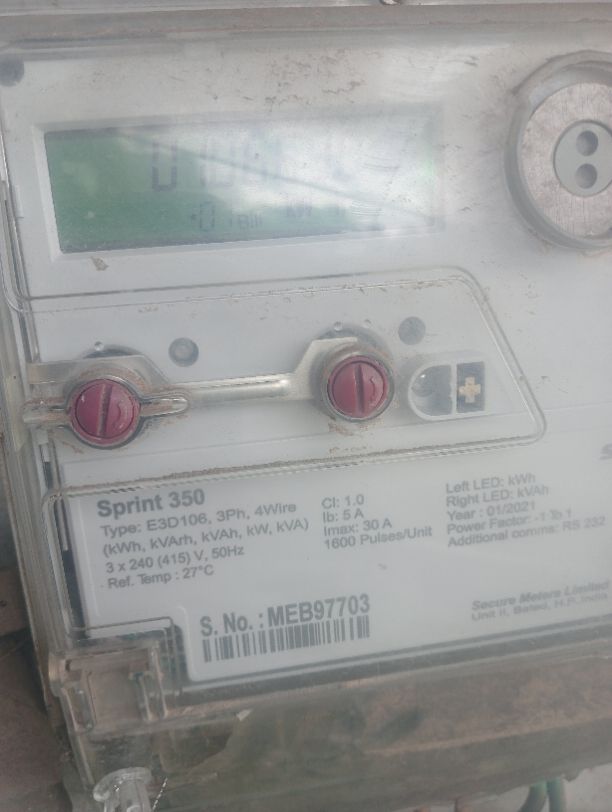 Sprint 350
Type: E3D106, 3Ph, 4Wire
(kWh, kVArh, kVAh, kW, kVA)
3 x 240 (415) V, 50Hz
Ref. Temp : 27°C
Cl: 1.0
Ib: 5 A
Imax: 30 A
1600 Pulses/Unit
Left LED: kWh
Right LED: kVAh
Year : 01/2021
Power Factor: -1 To 1
Additional comms: RS 232
S. No. : MEB97703
Secure Meters Limited
Unit II, Bated, H.P., India